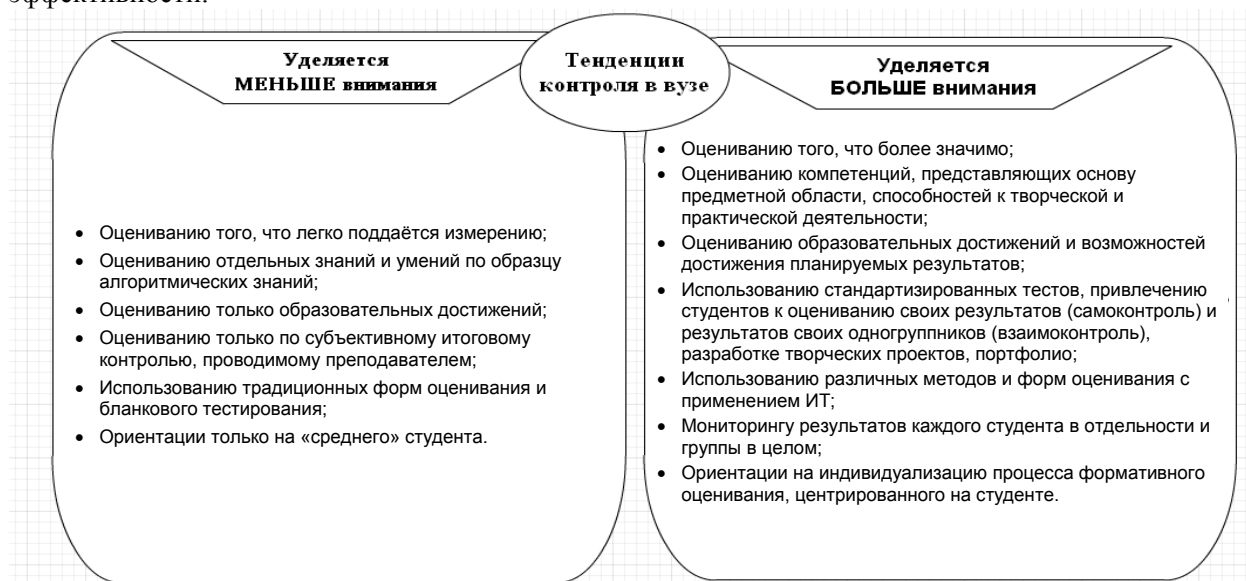 эффективности.
Уделяется
МЕНЬШЕ внимания
Тенденции
контроля в вузе
Уделяется
БОЛЬШЕ внимания
• Оцениванию того, что легко поддаётся измерению;
• Оцениванию отдельных знаний и умений по образцу
алгоритмических знаний;
• Оцениванию только образовательных достижений;
• Оцениванию только по субъективному итоговому
контролью, проводимому преподавателем;
• Использованию традиционных форм оценивания и
бланкового тестирования;
• Ориентации только на «среднего» студента.
• Оцениванию того, что более значимо;
• Оцениванию компетенций, представляющих основу
предметной области, способностей к творческой и
практической деятельности;
• Оцениванию образовательных достижений и возможностей
достижения планируемых результатов;
• Использованию стандартизированных тестов, привлечению
студентов к оцениванию своих результатов (самоконтроль) и
результатов своих одногруппников (взаимоконтроль),
разработке творческих проектов, портфолио;
• Использованию различных методов и форм оценивания с
применением ИТ;
• Мониторингу результатов каждого студента в отдельности и
группы в целом;
• Ориентации на индивидуализацию процесса формативного
оценивания, центрированного на студенте.